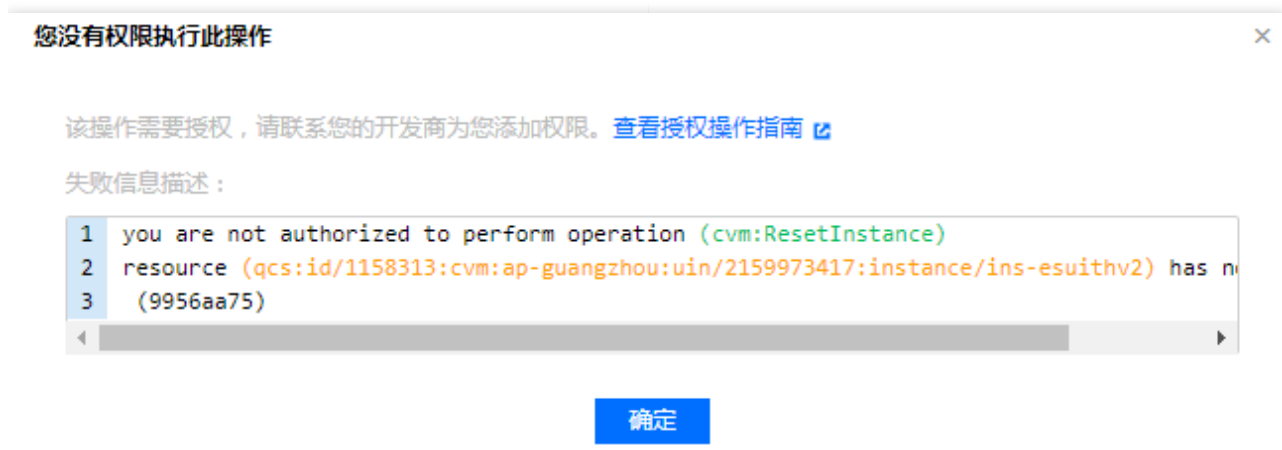 您没有权限执行此操作
该操作需要授权，请联系您的开发商为您添加权限。查看授权操作指南
失败信息描述：
1 you are not authorized to perform operation (cvm:ResetInstance)
2 resource (qcs:id/1158313:cvm:ap-guangzhou:uin/2159973417:instance/ins-esuithv2) has
3 (9956aa75)
确定